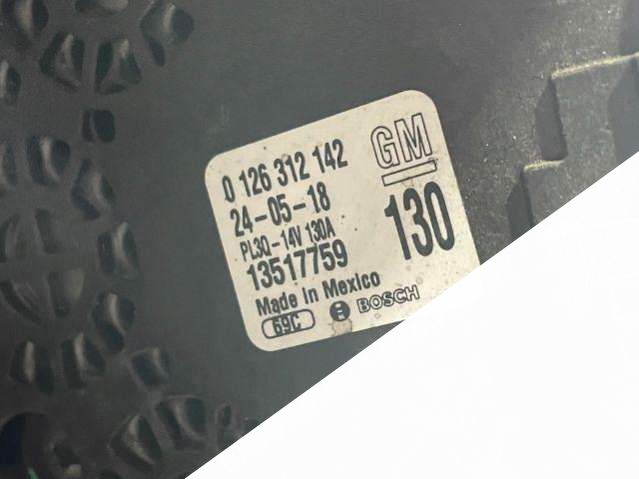 0 126 312 142
GM
24-05-18
PL30-14V 130A
130
13517759
Made in Mexico
69C BOSCH